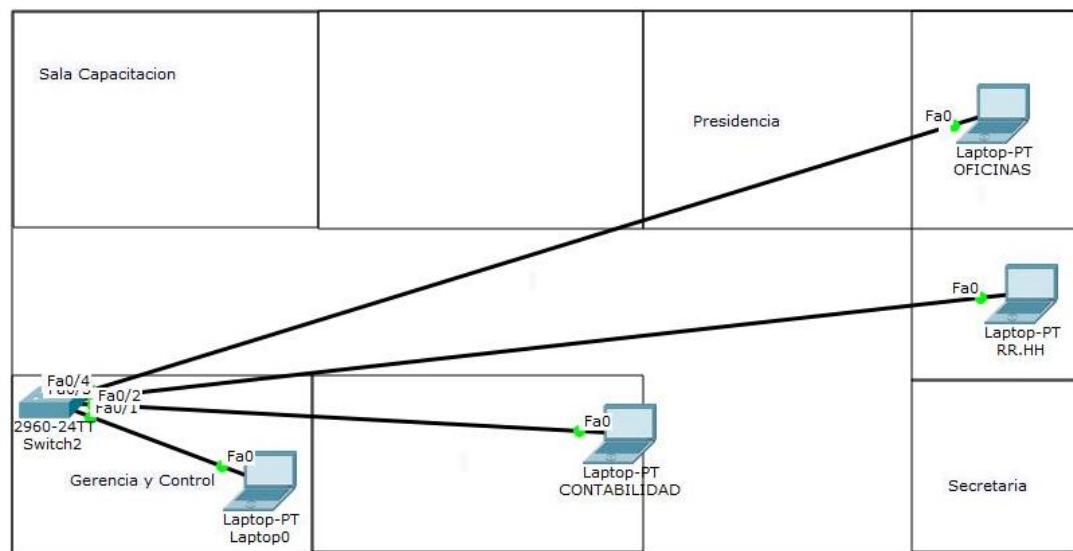 Sala Capacitacion
Presidencia
Fa0
Laptop-PT
OFICINAS
Fa0
Laptop-PT
RR.HH
Fa0/4
Fa0/2
Fa0/1
2960-24TT
Switch2
Fa0
Laptop-PT
CONTABILIDAD
Gerencia y Control
Fa0
Laptop-PT
Laptop0
Secretaria